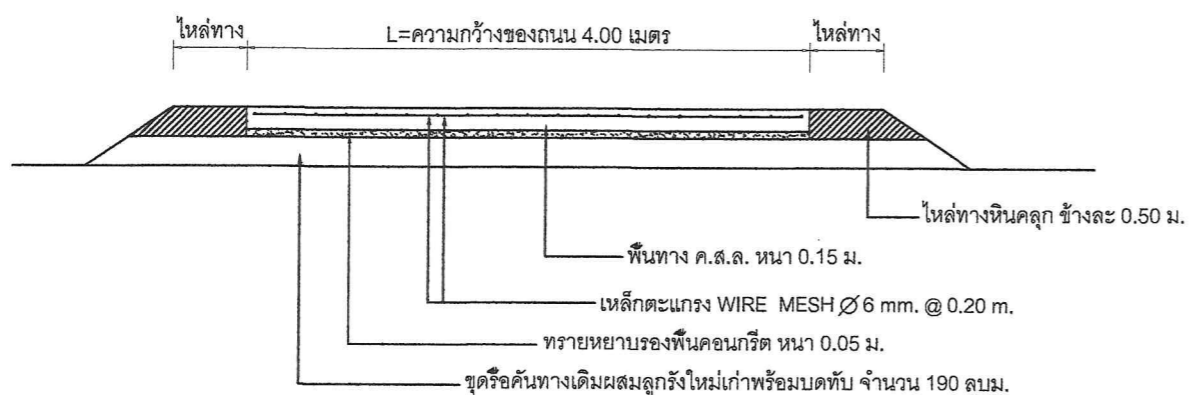 ไหล่ทาง L=ความกว้างของถนน 4.00 เมตร ไหล่ทาง
ไหล่ทางหินคลุก ข้างละ 0.50 ม.
พื้นทาง ค.ส.ล. หนา 0.15 ม.
เหล็กตะแกรง WIRE MESH Ø 6 mm. @ 0.20 m.
ทรายหยาบรองพื้นคอนกรีต หนา 0.05 ม.
ขุดรื้อคันทางเดิมผสมลูกรังใหม่เก่าพร้อมบดทับ จำนวน 190 ลบม.